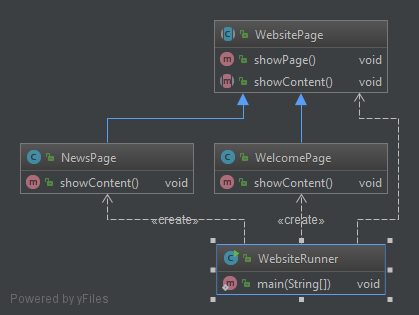 WebsitePage
showPage() void
showContent() void
NewsPage
showContent() void
WelcomePage
showContent() void
«create»
«create»
WebsiteRunner
main(String[]) void
Powered by yFiles